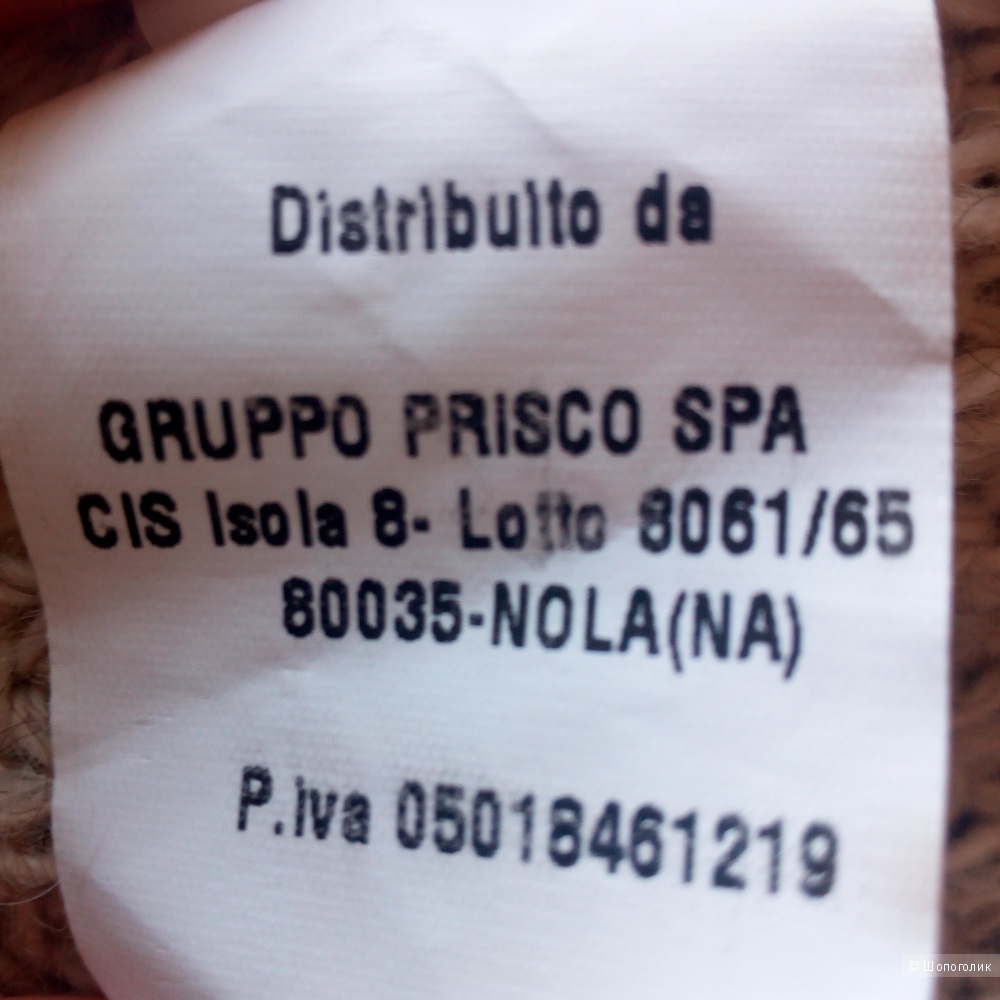 Distribuito da
GRUPPO PRISCO SPA
CIS Isola 8- Lotto 8061/65
80035-NOLA(NA)
P.iva 05018461219
© Шопоголик